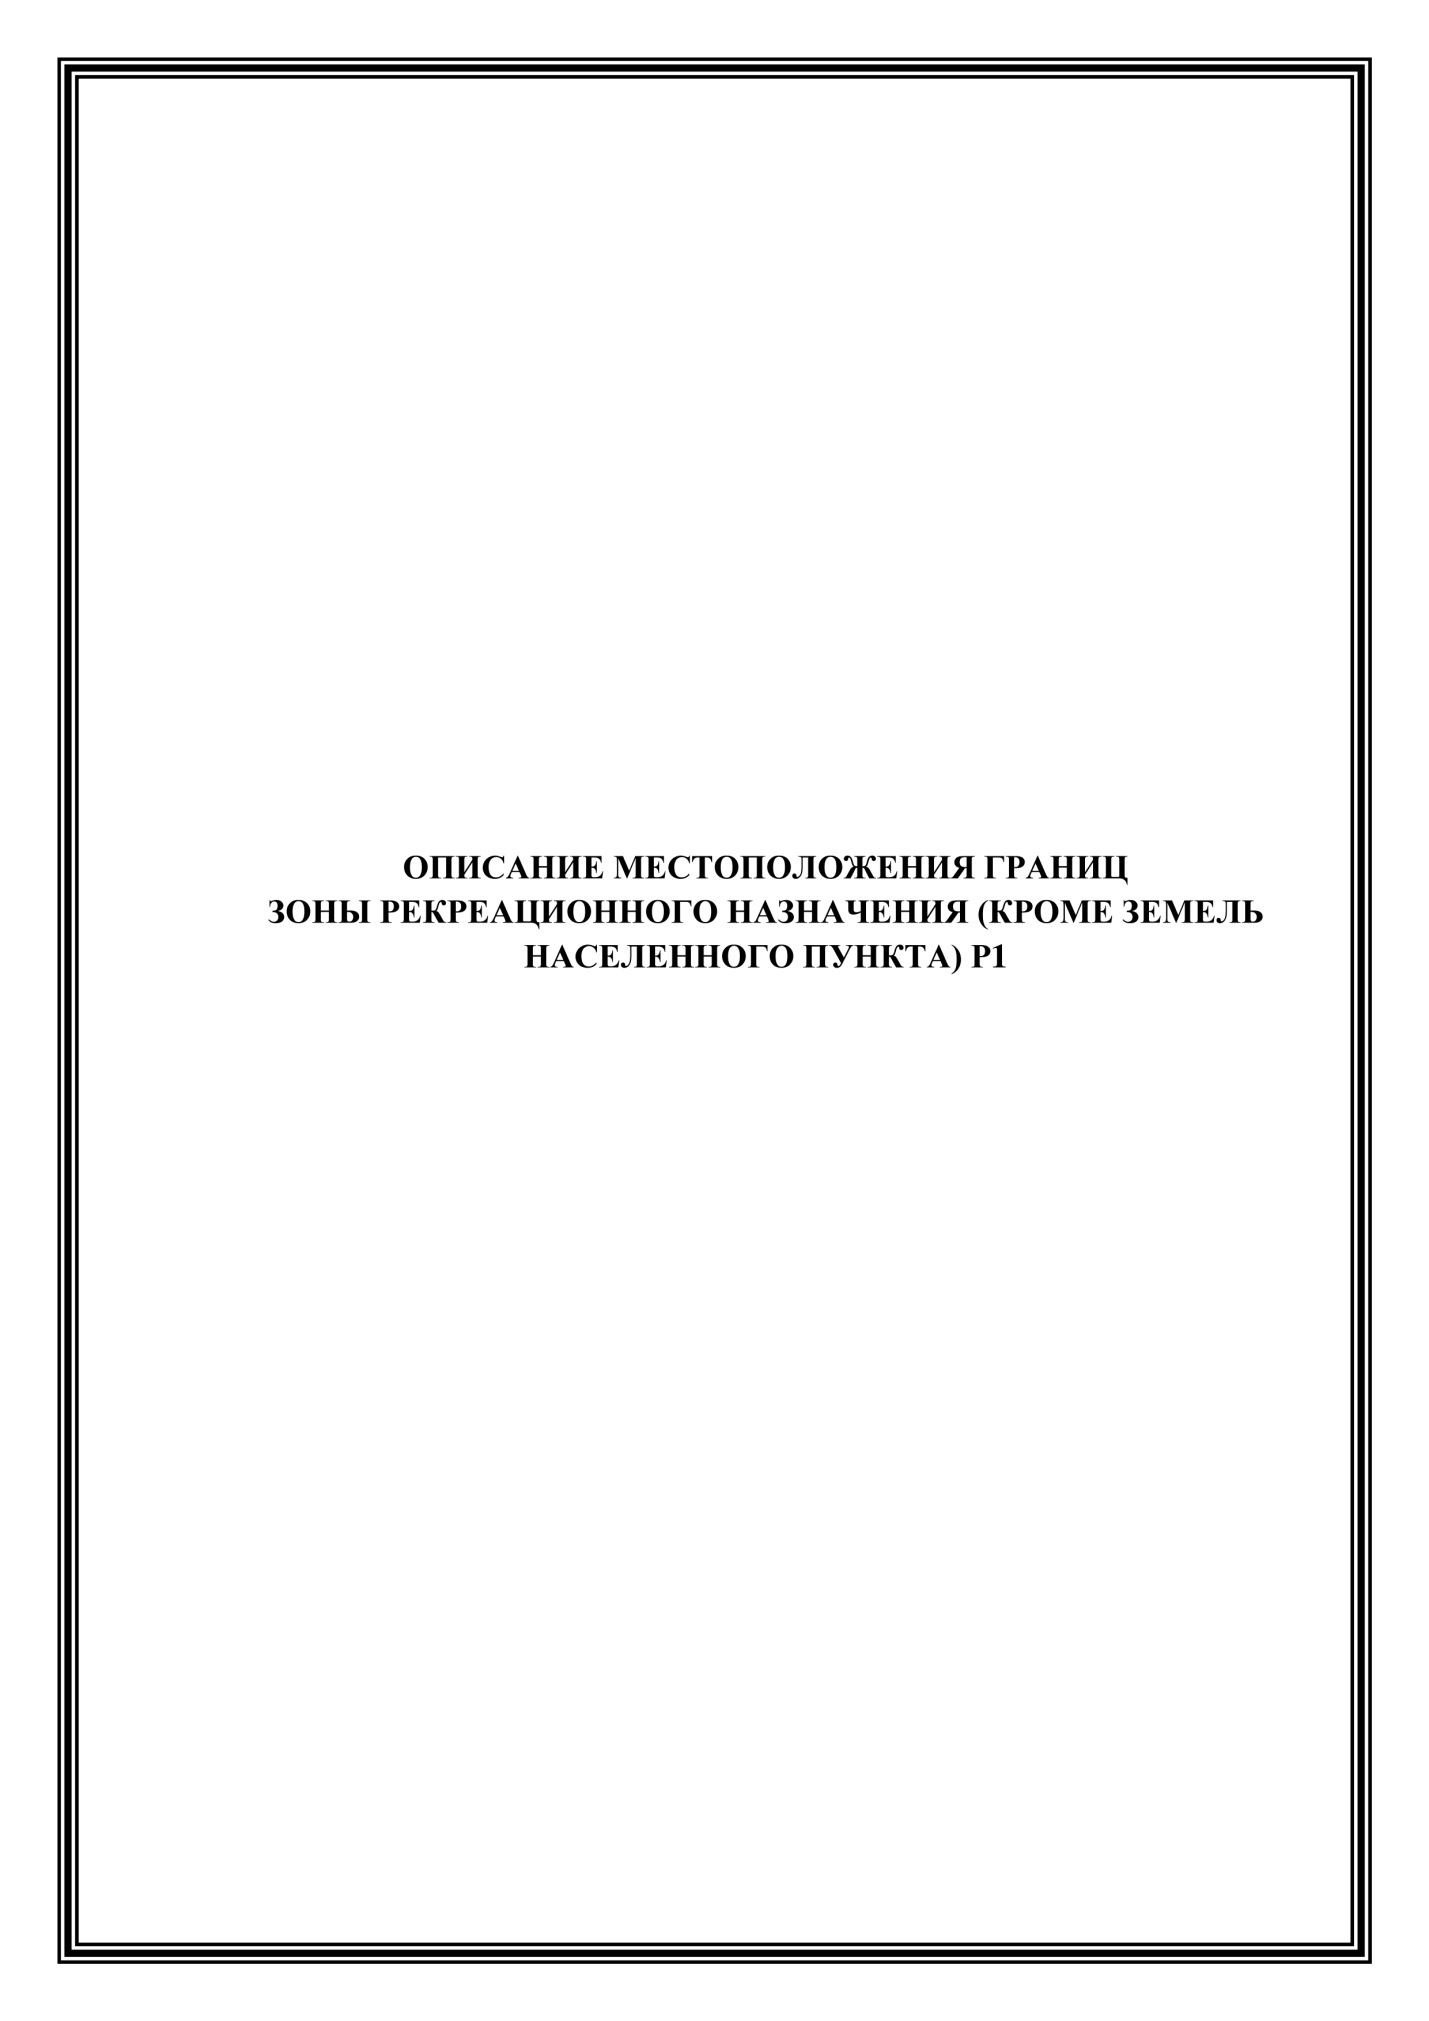 ОПИСАНИЕ МЕСТОПОЛОЖЕНИЯ ГРАНИЦ
ЗОНЫ РЕКРЕАЦИОННОГО НАЗНАЧЕНИЯ (КРОМЕ ЗЕМЕЛЬ
НАСЕЛЕННОГО ПУНКТА) Р1